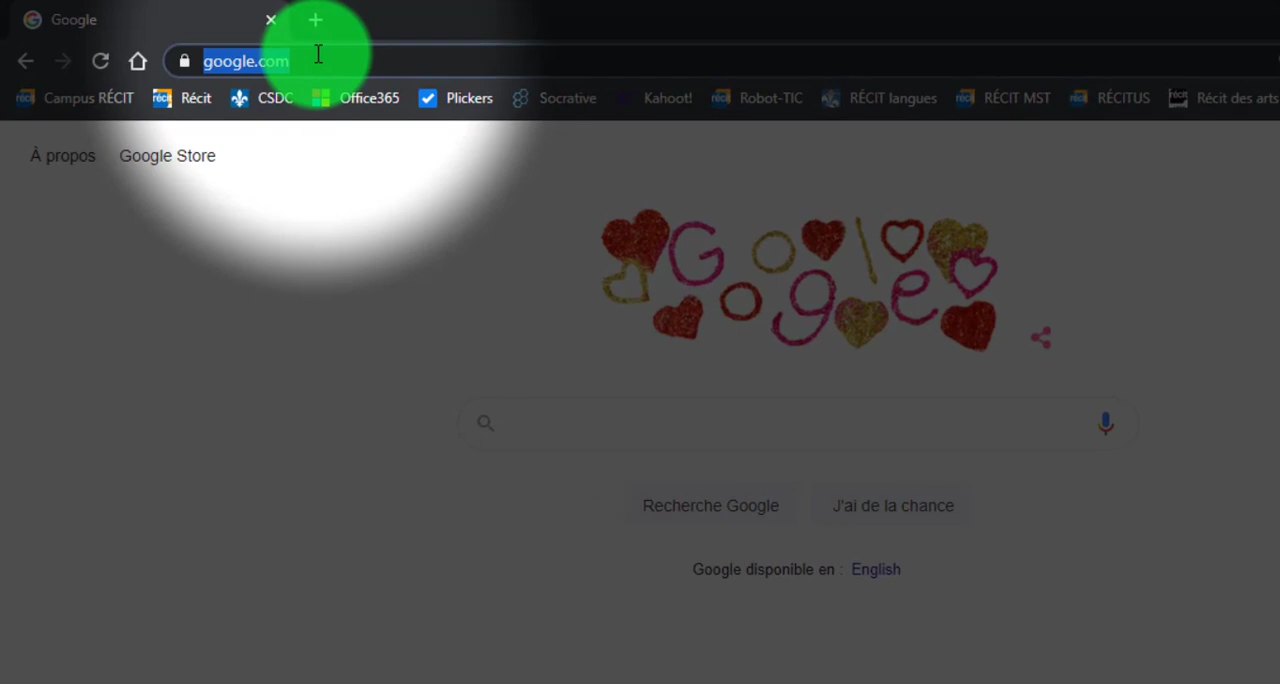 Google
google.com
Campus RÉCIT Récit CSDC Office365 Plickers Socrative Kahoot! Robot-TIC RÉCIT langues RÉCIT MST RÉCITUS Récit des arts
À propos Google Store
Google
Recherche Google J'ai de la chance
Google disponible en : English